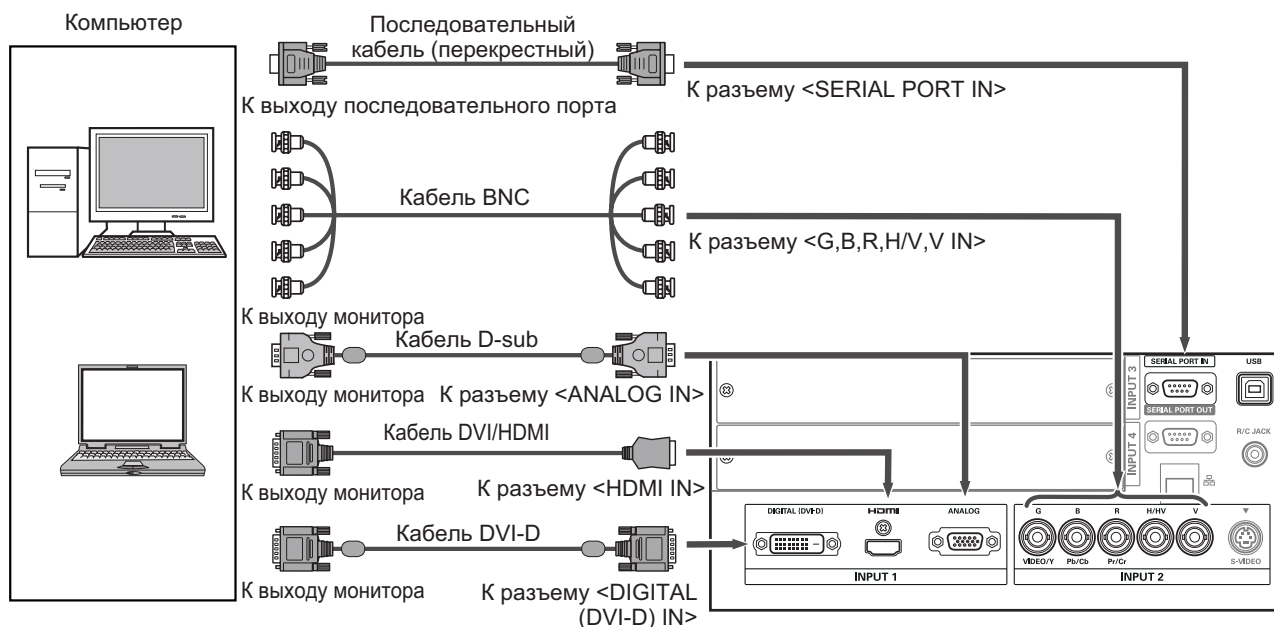 Компьютер
Последовательный
кабель (перекрестный)
К выходу последовательного порта
К разъему <SERIAL PORT IN>
Кабель BNC
К разъему <G,B,R,H/V,V IN>
К выходу монитора
Кабель D-sub
К выходу монитора
К разъему <ANALOG IN>
Кабель DVI/HDMI
К выходу монитора
К разъему <HDMI IN>
Кабель DVI-D
К выходу монитора
К разъему <DIGITAL
(DVI-D) IN>
INPUT 3
SERIAL PORT IN
USB
SERIAL PORT OUT
INPUT 4
R/C JACK
DIGITAL (DVI-D)
HDMI
ANALOG
INPUT 1
G
B
R
H/HV
V
VIDEO/Y
Pb/Cb
Pr/Cr
S-VIDEO
INPUT 2